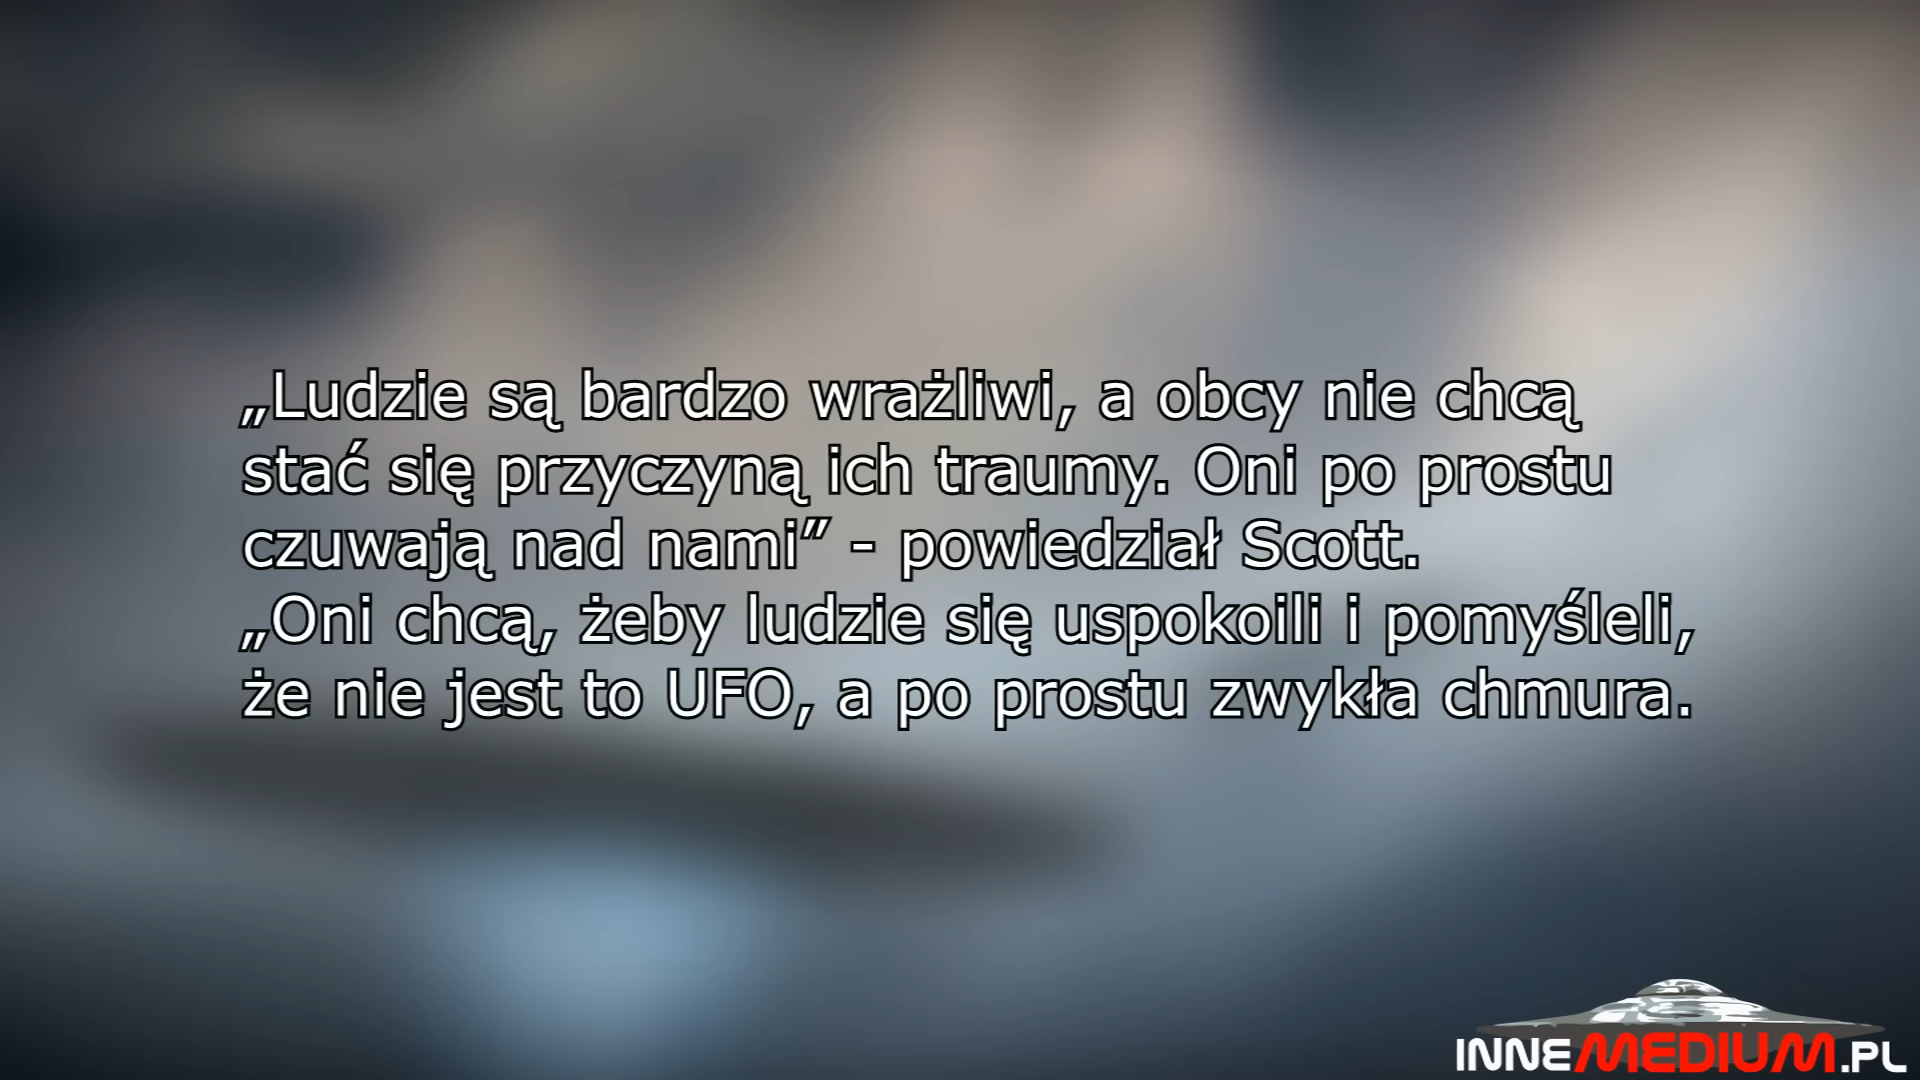 „Ludzie są bardzo wrażliwi, a obcy nie chcą
stać się przyczyną ich traumy. Oni po prostu
czuwają nad nami” - powiedział Scott.
„Oni chcą, żeby ludzie się uspokoili i pomyśleli,
że nie jest to UFO, a po prostu zwykła chmura.
INNEMEDIUM.PL